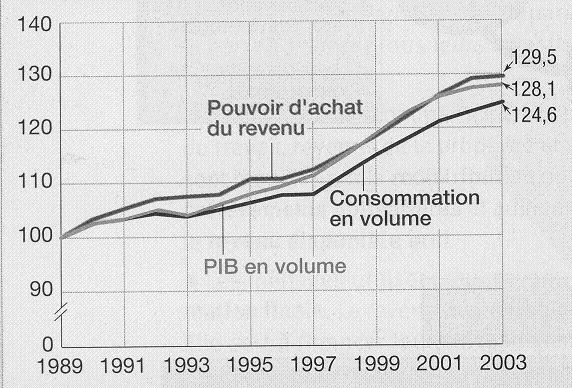 140
130
120
110
100
90
0
129,5
128,1
124,6
Pouvoir d'achat
du revenu
Consommation
en volume
PIB en volume
1989 1991 1993 1995 1997 1999 2001 2003